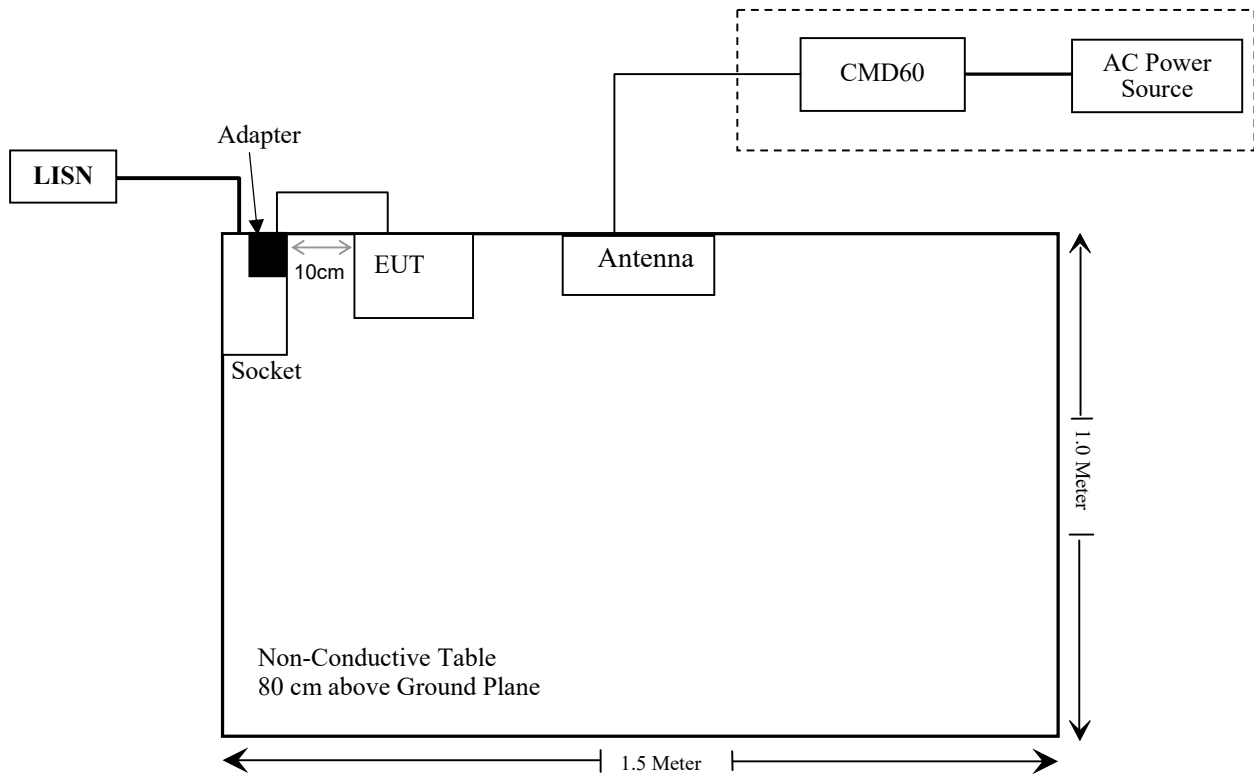 CMD60
AC Power
Source
Adapter
LISN
10cm
EUT
Antenna
Socket
1.0 Meter
Non-Conductive Table
80 cm above Ground Plane
1.5 Meter